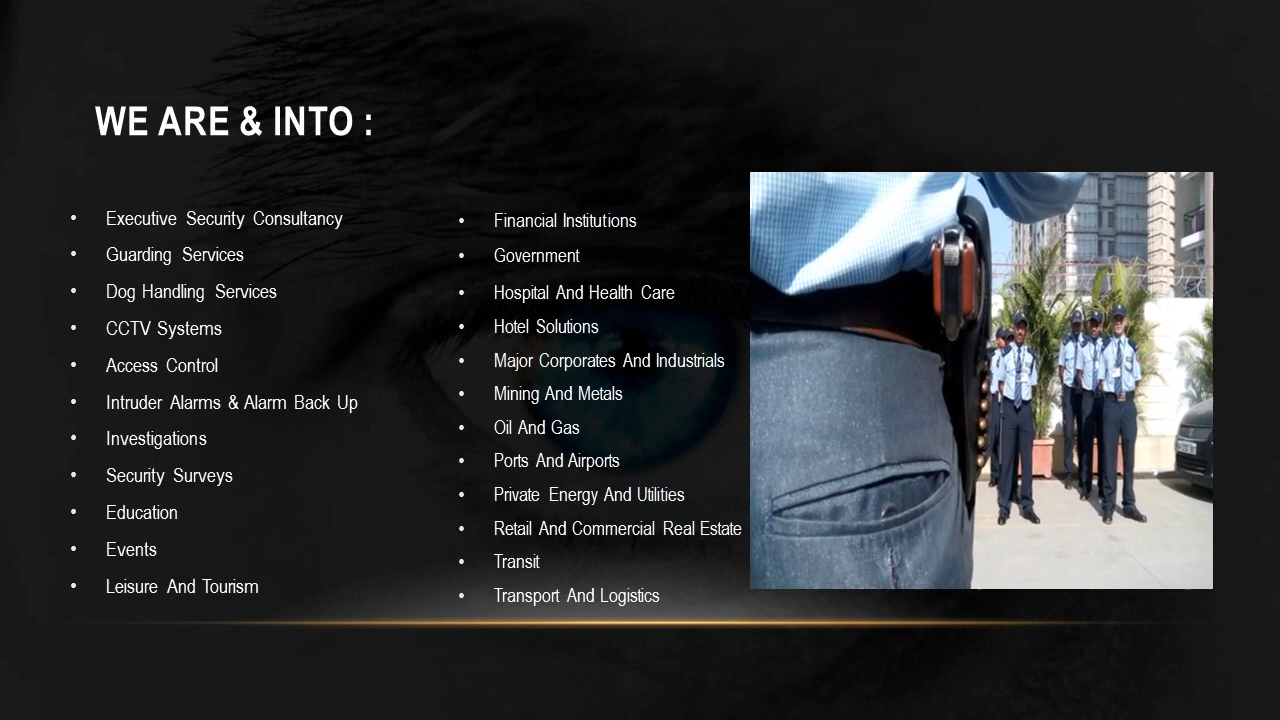 WE ARE & INTO :
• Executive Security Consultancy
• Guarding Services
• Dog Handling Services
• CCTV Systems
• Access Control
• Intruder Alarms & Alarm Back Up
• Investigations
• Security Surveys
• Education
• Events
• Leisure And Tourism
• Financial Institutions
• Government
• Hospital And Health Care
• Hotel Solutions
• Major Corporates And Industrials
• Mining And Metals
• Oil And Gas
• Ports And Airports
• Private Energy And Utilities
• Retail And Commercial Real Estate
• Transit
• Transport And Logistics